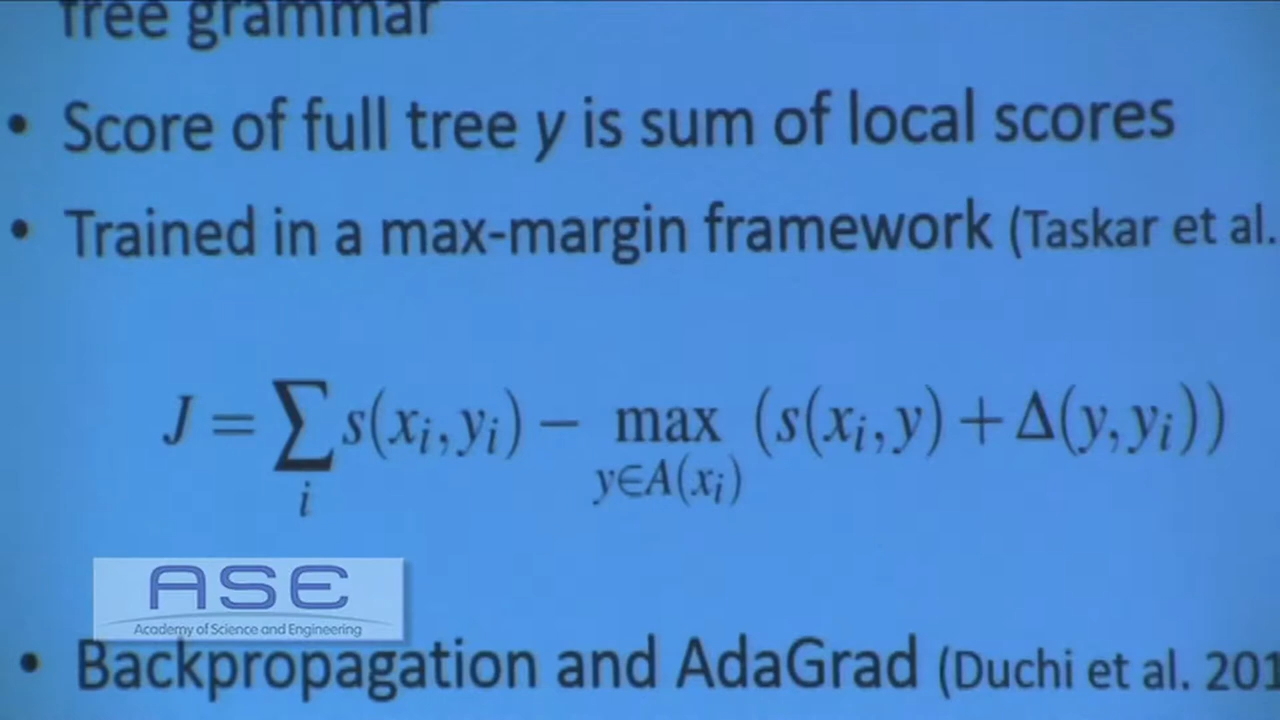 free grammar
• Score of full tree y is sum of local scores
• Trained in a max-margin framework (Taskar et al.
J = ∑ s(xᵢ, yᵢ) − max (s(xᵢ, y) + Δ(y, yᵢ))
i y∈A(xᵢ)
ASE
Academy of Science and Engineering
• Backpropagation and AdaGrad (Duchi et al. 201